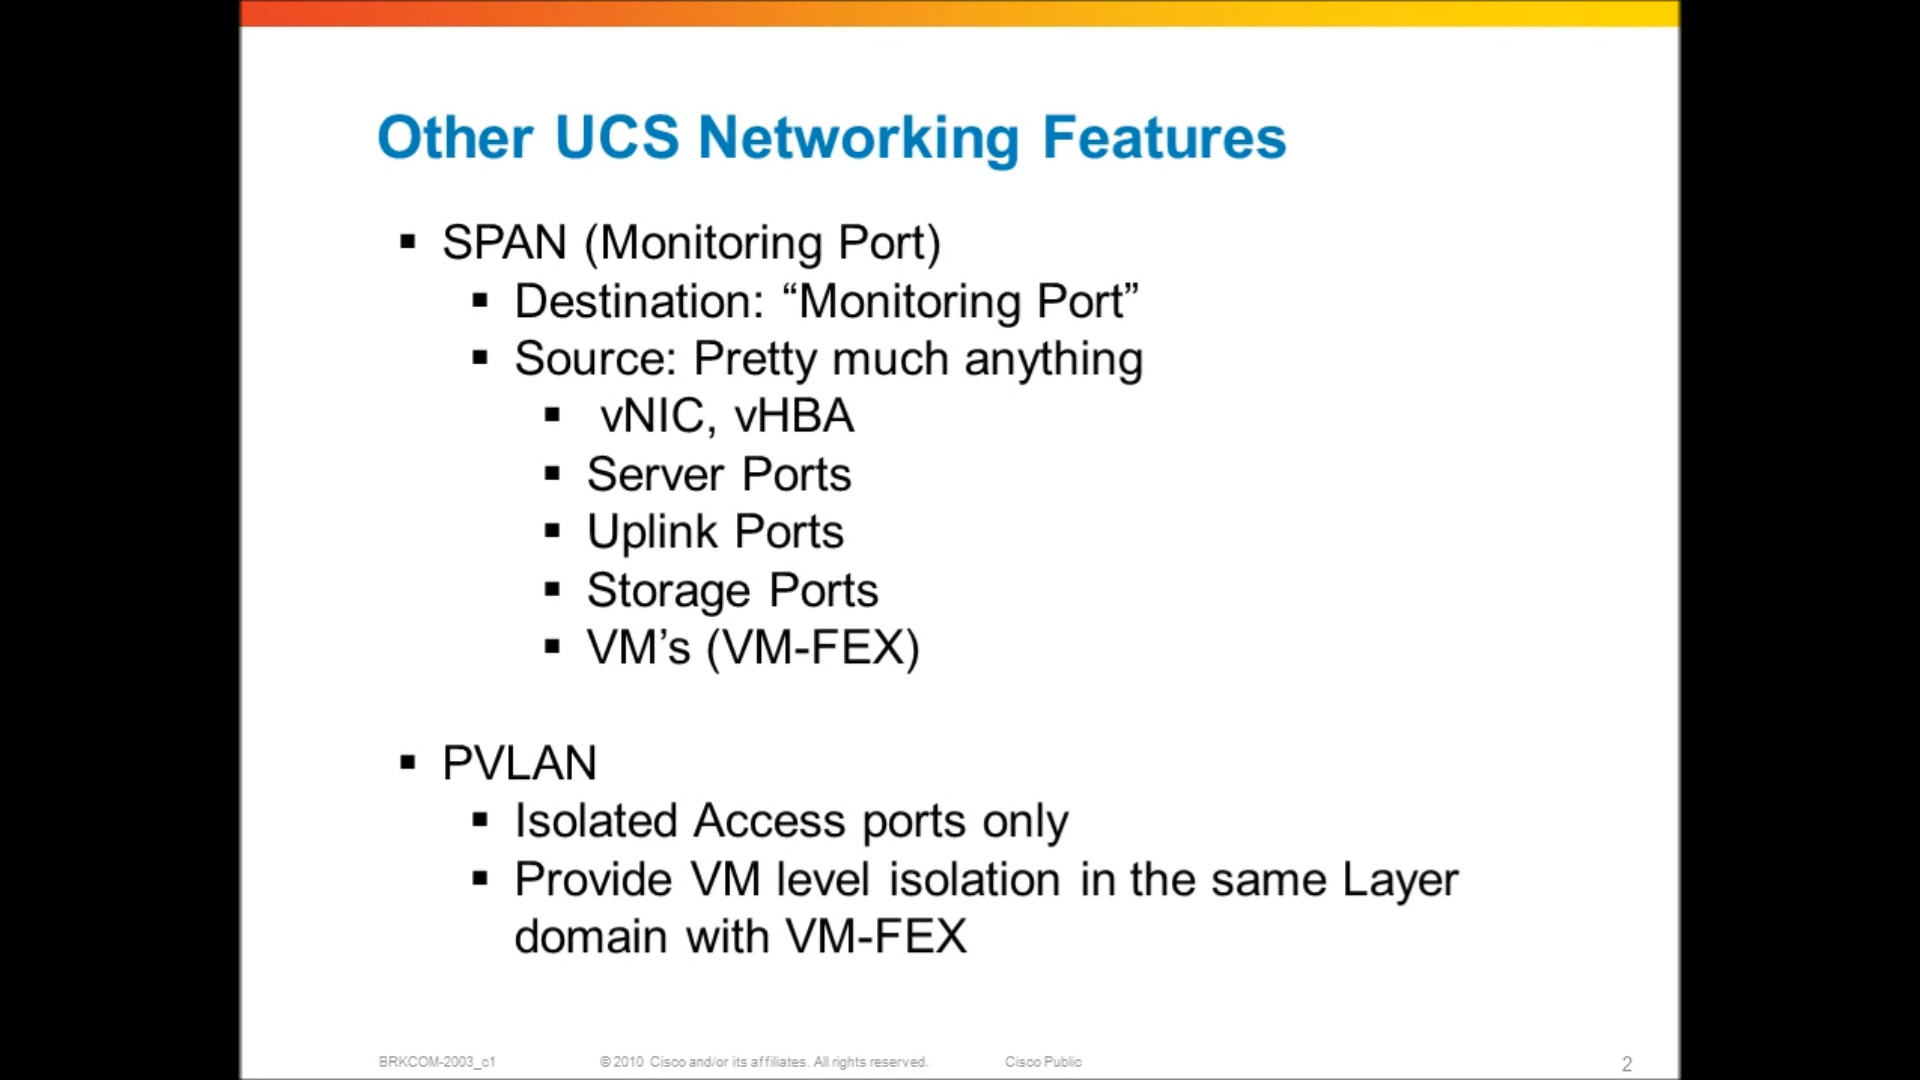 Other UCS Networking Features
▪ SPAN (Monitoring Port)
▪ Destination: “Monitoring Port”
▪ Source: Pretty much anything
▪ vNIC, vHBA
▪ Server Ports
▪ Uplink Ports
▪ Storage Ports
▪ VM’s (VM-FEX)
▪ PVLAN
▪ Isolated Access ports only
▪ Provide VM level isolation in the same Layer
domain with VM-FEX
BRKCOM-2003_c1 © 2010 Cisco and/or its affiliates. All rights reserved. Cisco Public 2